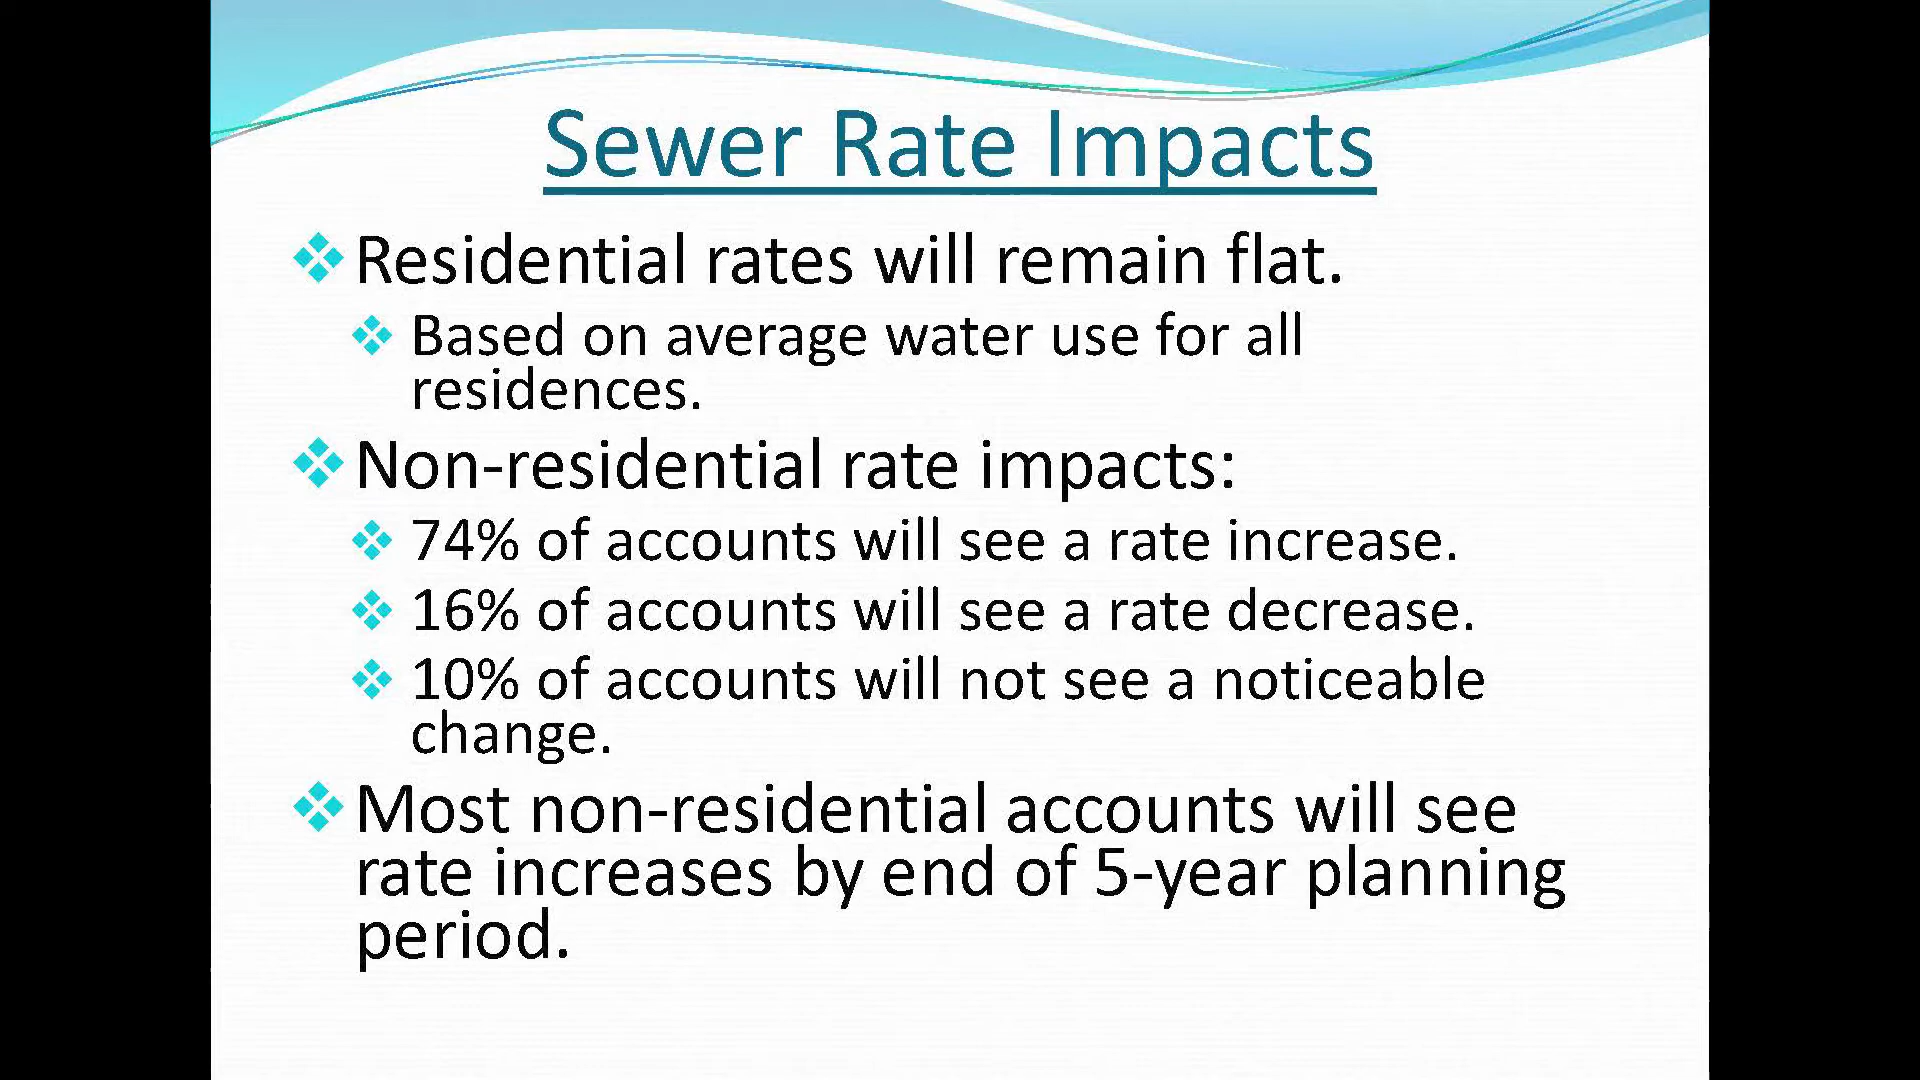 Sewer Rate Impacts
Residential rates will remain flat.
Based on average water use for all
residences.
Non-residential rate impacts:
74% of accounts will see a rate increase.
16% of accounts will see a rate decrease.
10% of accounts will not see a noticeable
change.
Most non-residential accounts will see
rate increases by end of 5-year planning
period.